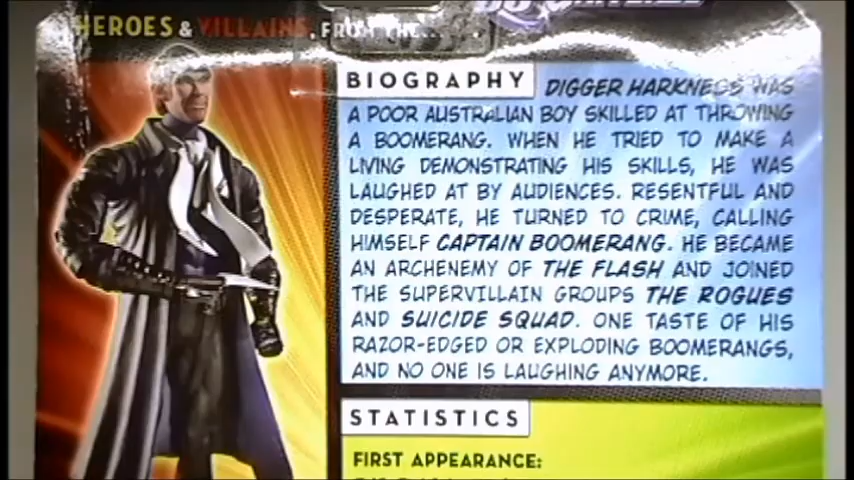 HEROES & VILLAINS, FROM THE...
BIOGRAPHY
DIGGER HARKNESS WAS
A POOR AUSTRALIAN BOY SKILLED AT THROWING
A BOOMERANG. WHEN HE TRIED TO MAKE A
LIVING DEMONSTRATING HIS SKILLS, HE WAS
LAUGHED AT BY AUDIENCES. RESENTFUL AND
DESPERATE, HE TURNED TO CRIME, CALLING
HIMSELF CAPTAIN BOOMERANG. HE BECAME
AN ARCHENEMY OF THE FLASH AND JOINED
THE SUPERVILLAIN GROUPS THE ROGUES
AND SUICIDE SQUAD. ONE TASTE OF HIS
RAZOR-EDGED OR EXPLODING BOOMERANGS,
AND NO ONE IS LAUGHING ANYMORE.
STATISTICS
FIRST APPEARANCE: